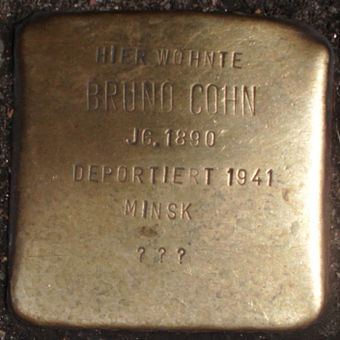 HIER WOHNTE
BRUNO COHN
JG. 1890
DEPORTIERT 1941
MINSK
? ? ?